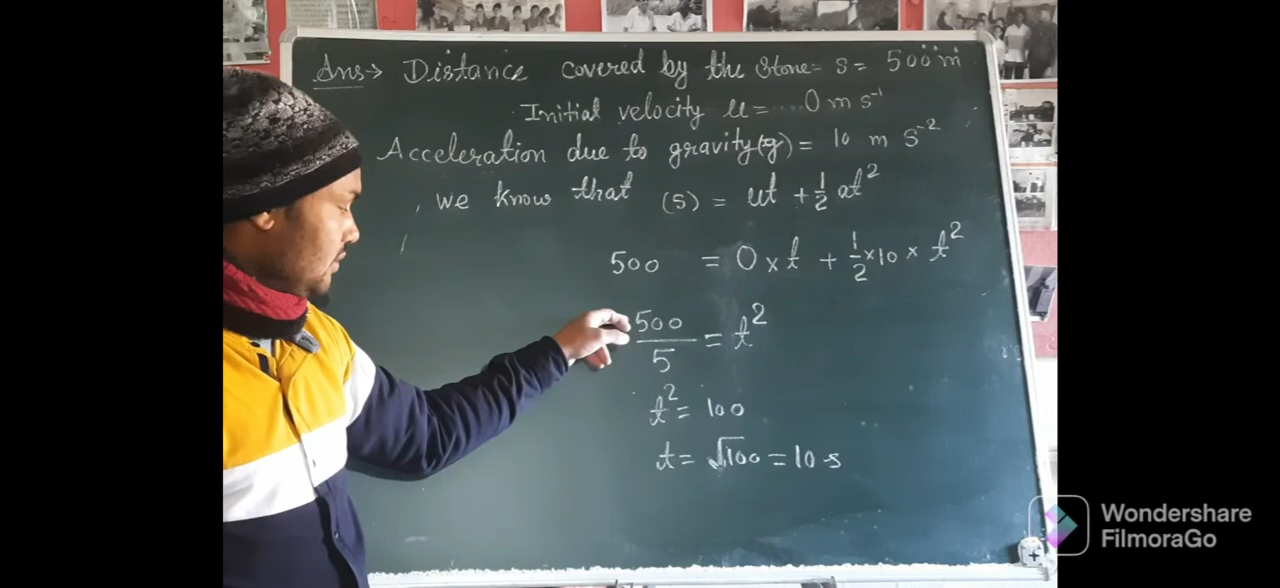 Ans→ Distance covered by the stone = s = 500 m
Initial velocity u = ....0 m s⁻¹
Acceleration due to gravity(g) = 10 m s⁻²
we know that (s) = ut + 1/2 at²
500 = 0 × t + 1/2 × 10 × t²
500/5 = t²
t² = 100
t = √100 = 10 s
Wondershare
FilmoraGo